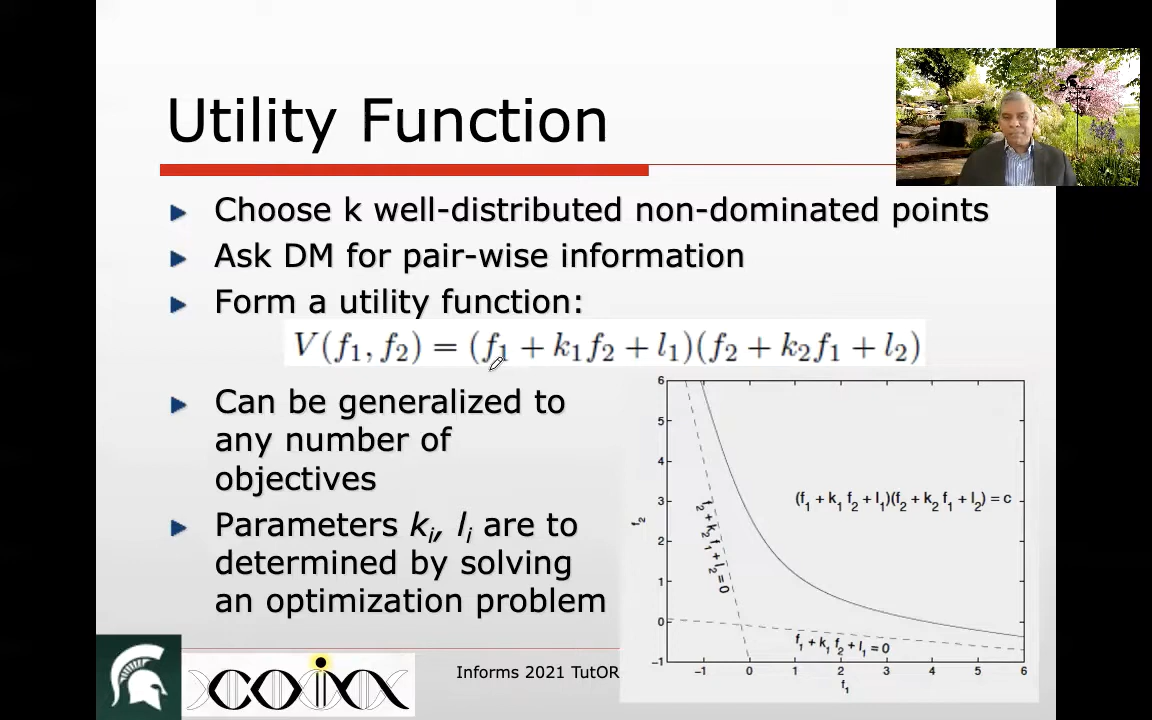 Utility Function
Choose k well-distributed non-dominated points
Ask DM for pair-wise information
Form a utility function:
V(f₁, f₂) = (f₁ + k₁f₂ + l₁)(f₂ + k₂f₁ + l₂)
Can be generalized to
any number of
objectives
Parameters kᵢ, lᵢ are to
determined by solving
an optimization problem
6
5
4
3
2
1
0
−1
f₂
(f₁ + k₁ f₂ + l₁)(f₂ + k₂ f₁ + l₂) = c
f₂ + k₂ f₁ + l₂ = 0
f₁ + k₁ f₂ + l₁ = 0
−1 0 1 2 3 4 5 6
f₁
COIN
Informs 2021 TutOR